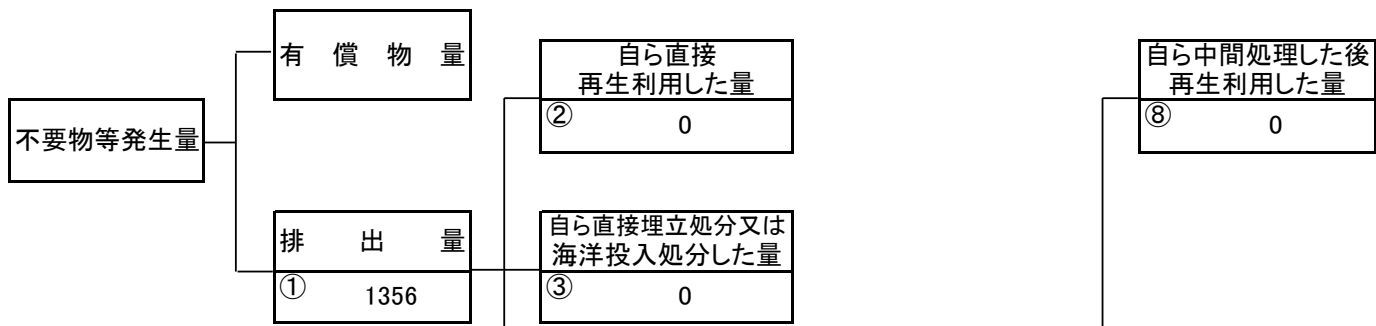 有償物量
自ら直接
再生利用した量
② 0
自ら中間処理した後
再生利用した量
⑧ 0
不要物等発生量
排出量
① 1356
自ら直接埋立処分又は
海洋投入処分した量
③ 0